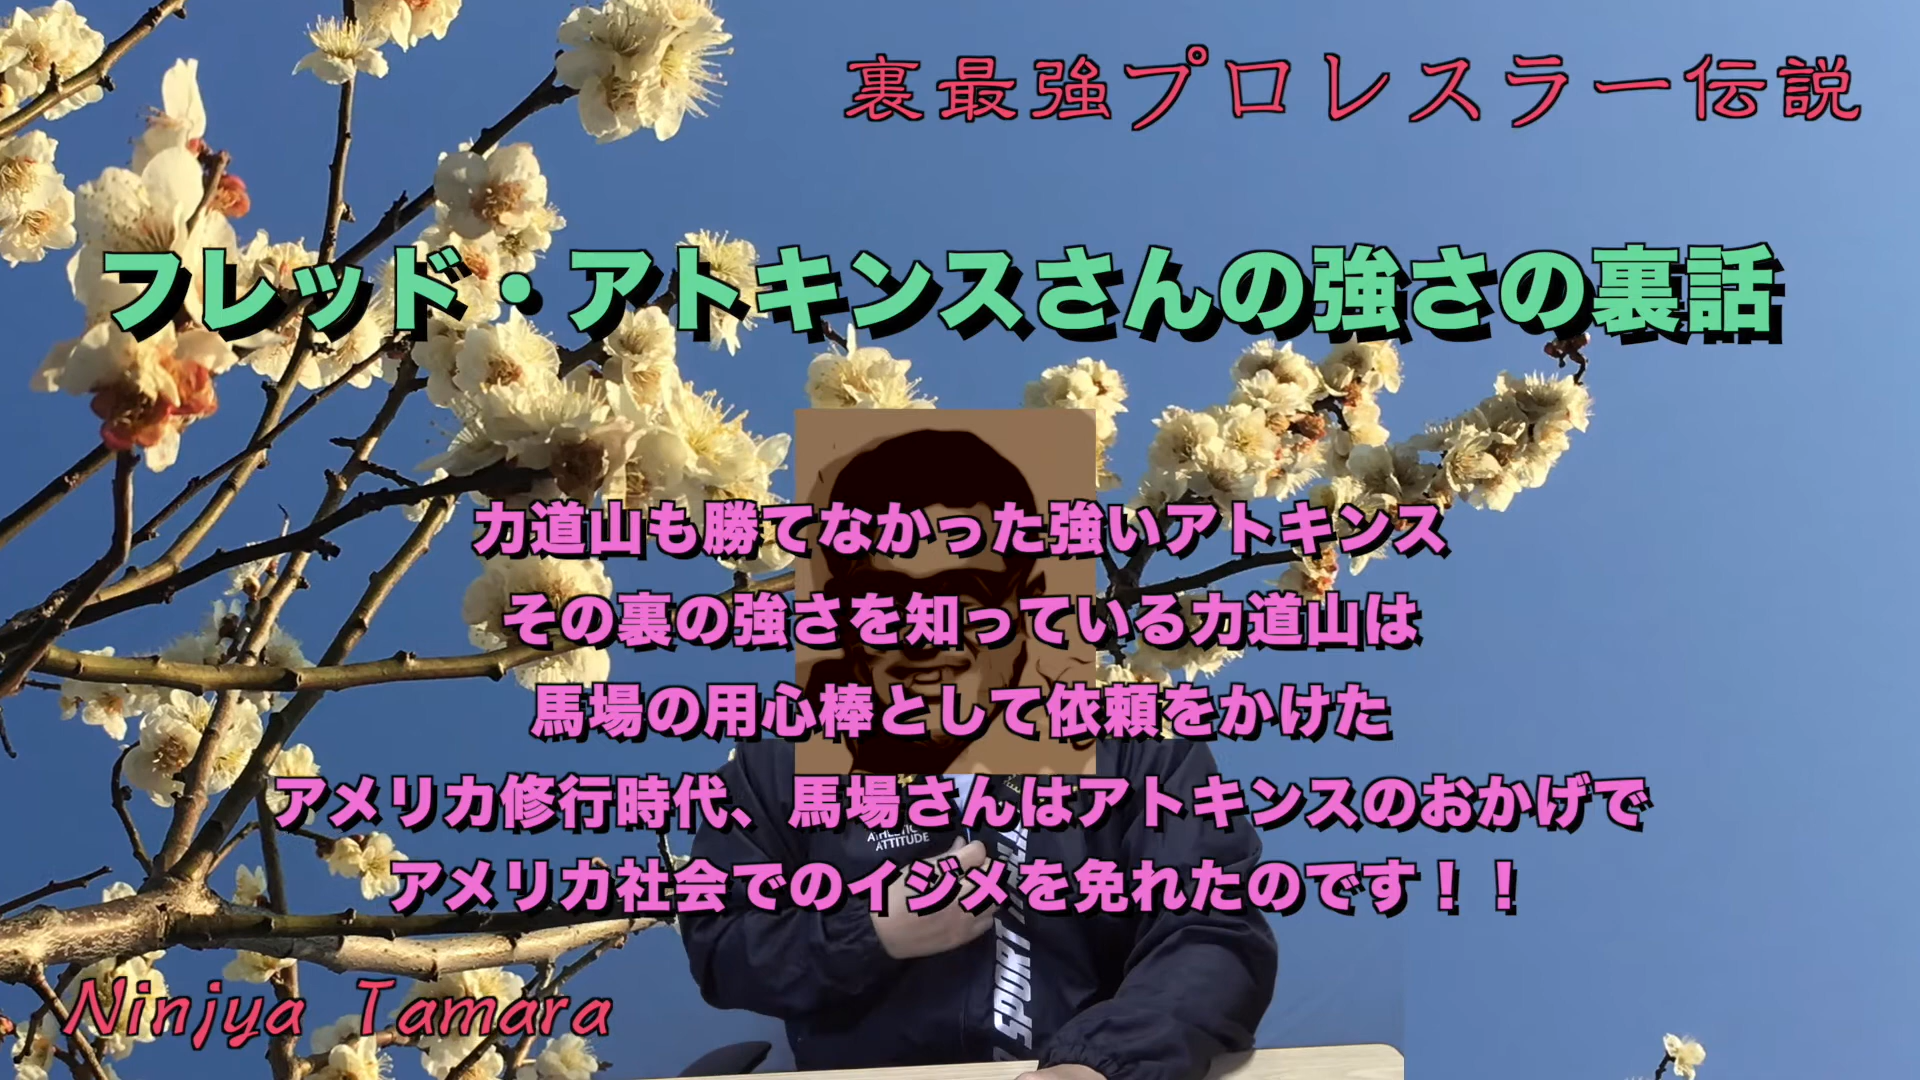 裏最強プロレスラー伝説
フレッド・アトキンスさんの強さの裏話
力道山も勝てなかった強いアトキンス
その裏の強さを知っている力道山は
馬場の用心棒として依頼をかけた
アメリカ修行時代、馬場さんはアトキンスのおかげで
アメリカ社会でのイジメを免れたのです！！
ATHLETIC
ATTITUDE
SPORT
Ninjya Tamara